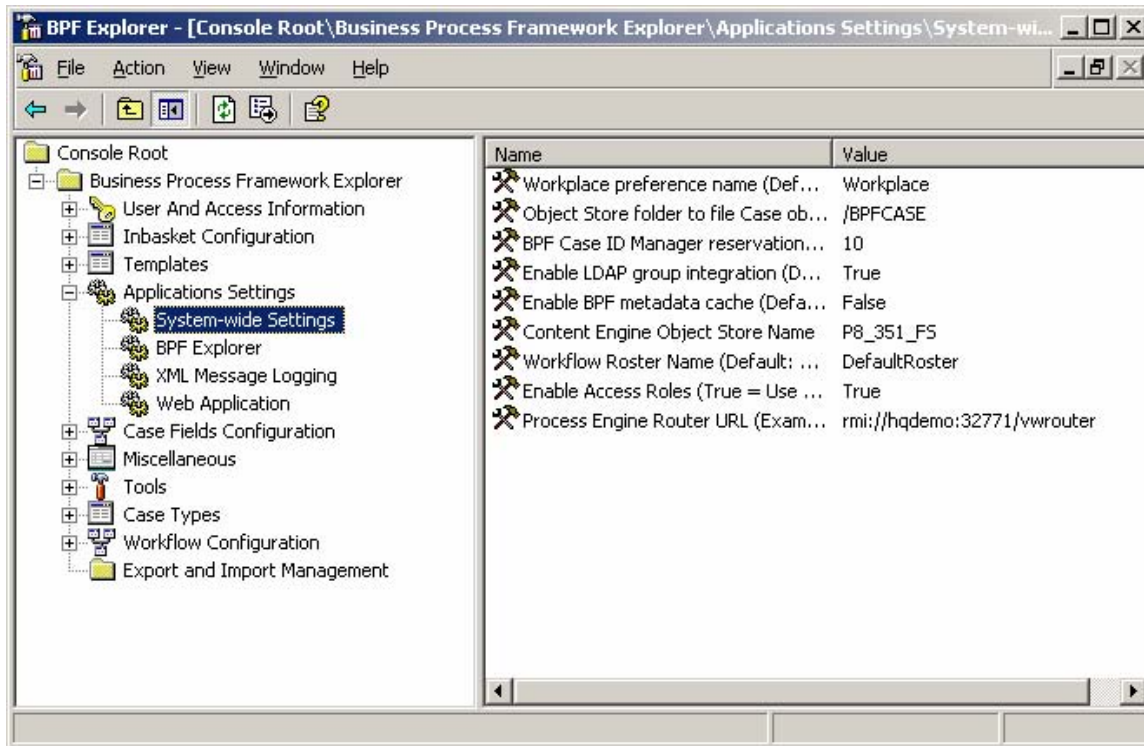 BPF Explorer - [Console Root\Business Process Framework Explorer\Applications Settings\System-wi...
File Action View Window Help
Console Root
Business Process Framework Explorer
User And Access Information
Inbasket Configuration
Templates
Applications Settings
System-wide Settings
BPF Explorer
XML Message Logging
Web Application
Case Fields Configuration
Miscellaneous
Tools
Case Types
Workflow Configuration
Export and Import Management
Name Value
Workplace preference name (Def... Workplace
Object Store folder to file Case ob... /BPFCASE
BPF Case ID Manager reservation... 10
Enable LDAP group integration (D... True
Enable BPF metadata cache (Defa... False
Content Engine Object Store Name P8_351_FS
Workflow Roster Name (Default: ... DefaultRoster
Enable Access Roles (True = Use ... True
Process Engine Router URL (Exam... rmi://hqdemo:32771/vwrouter